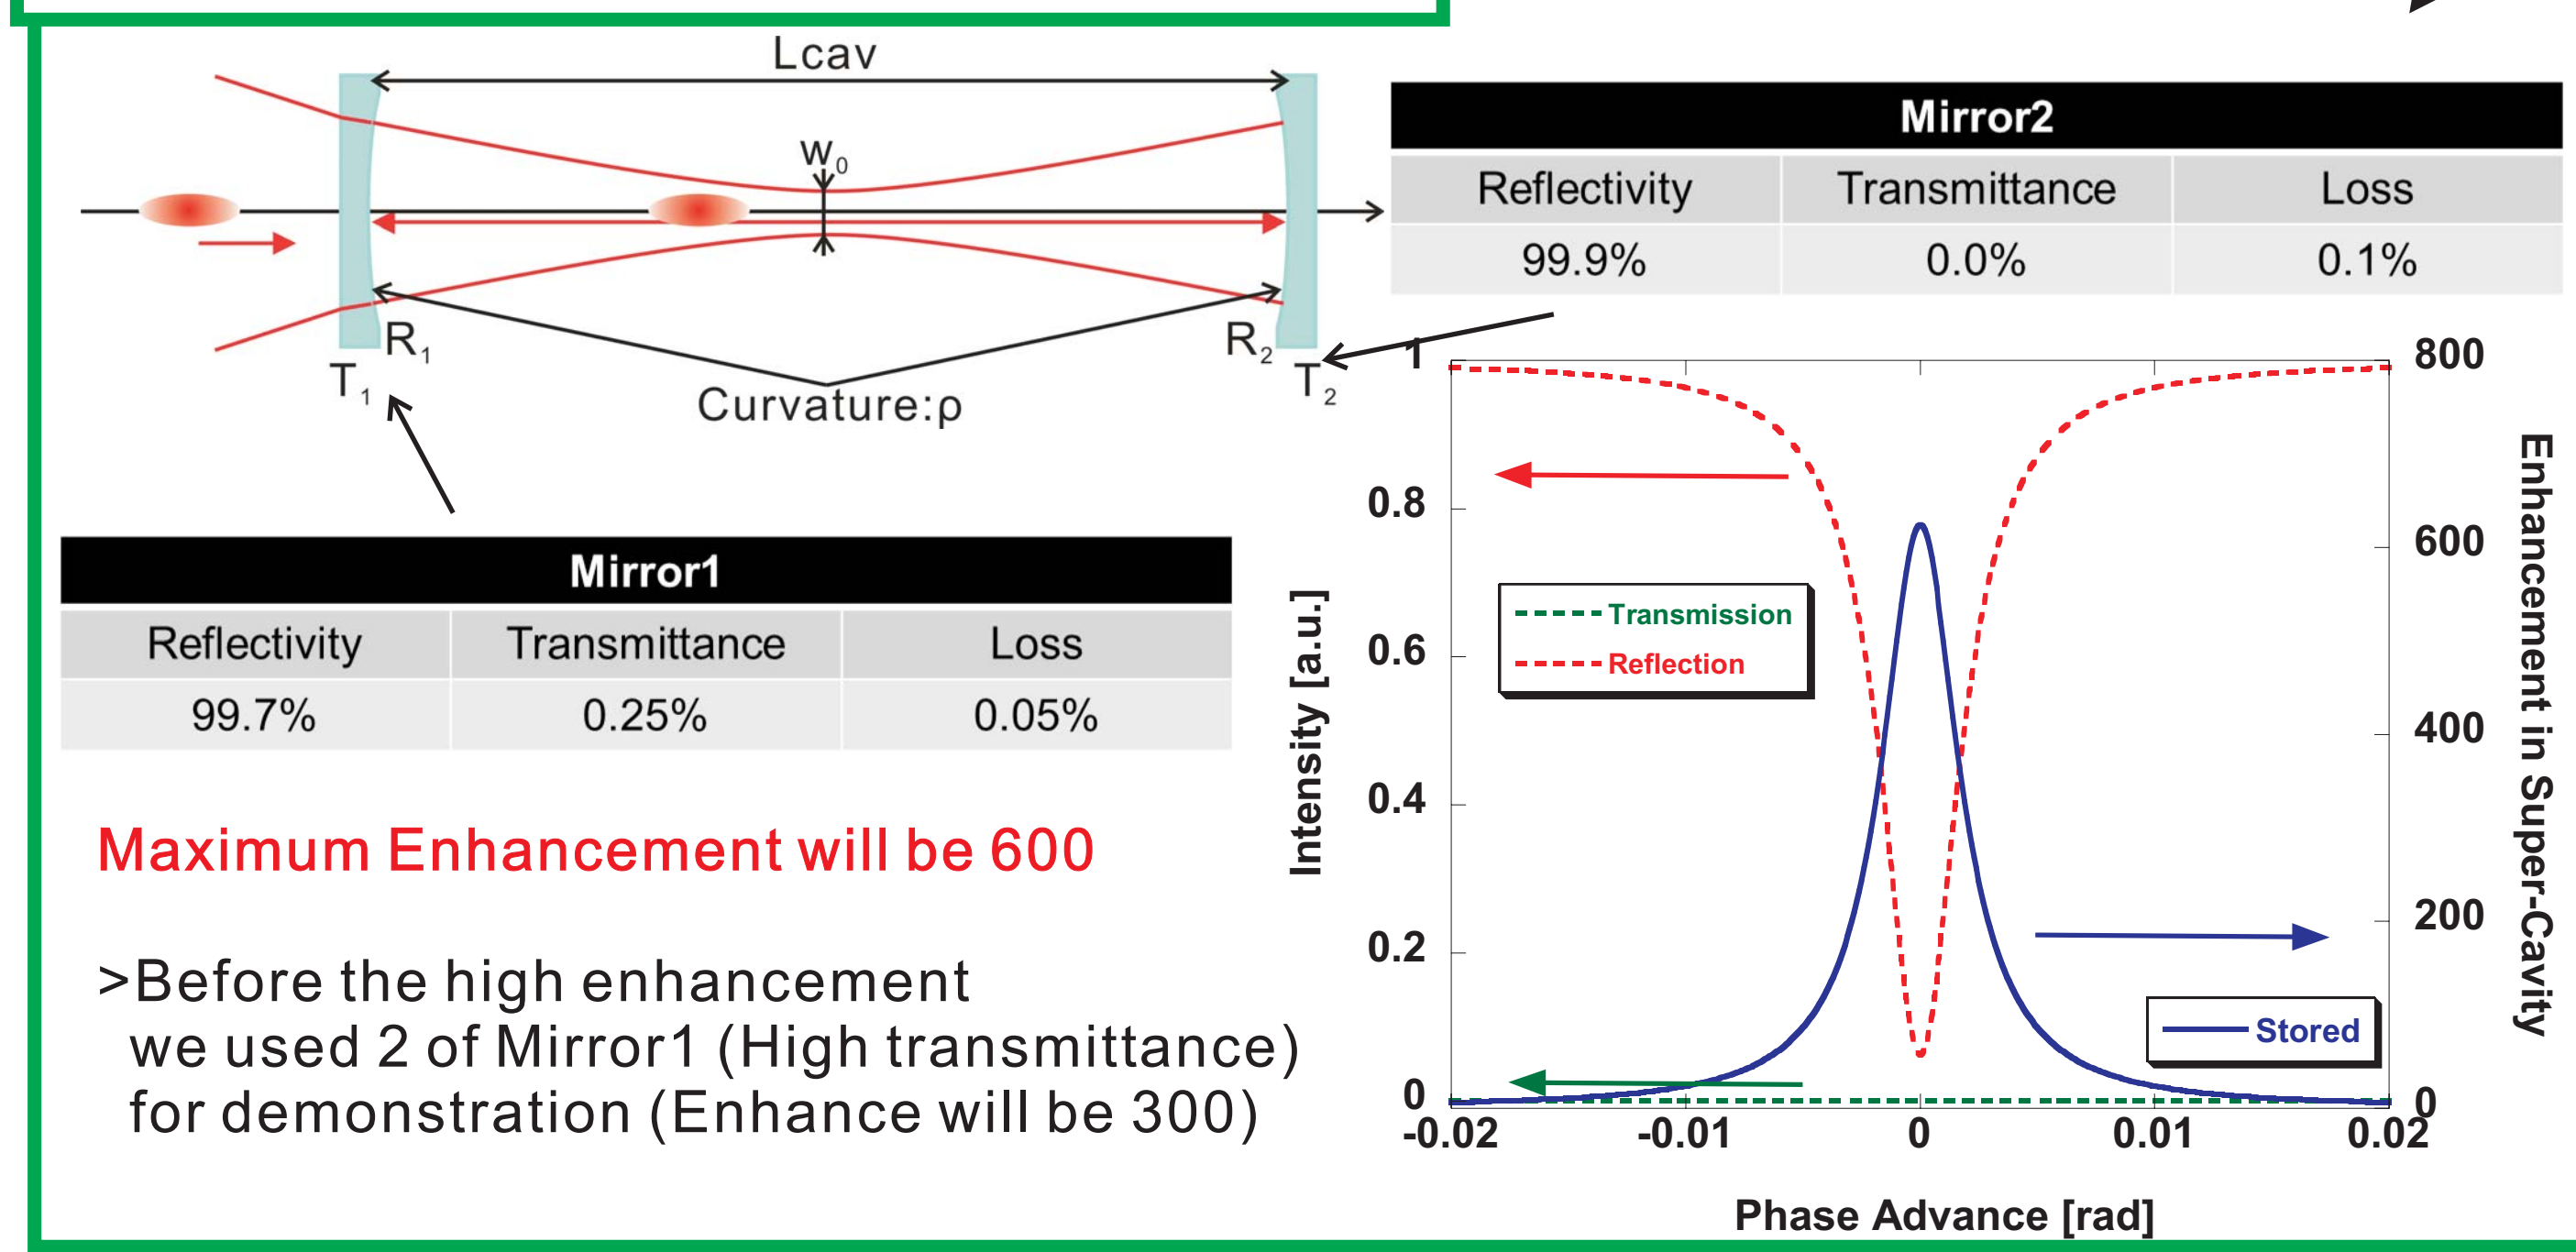 Lcav
w0
R1
T1
R2
T2
Curvature:ρ
Mirror2
Reflectivity Transmittance Loss
99.9% 0.0% 0.1%
Mirror1
Reflectivity Transmittance Loss
99.7% 0.25% 0.05%
Maximum Enhancement will be 600
>Before the high enhancement
we used 2 of Mirror1 (High transmittance)
for demonstration (Enhance will be 300)
Intensity [a.u.]
1
0.8
0.6
0.4
0.2
0
Transmission
Reflection
Stored
800
600
400
200
0
Enhancement in Super-Cavity
-0.02 -0.01 0 0.01 0.02
Phase Advance [rad]